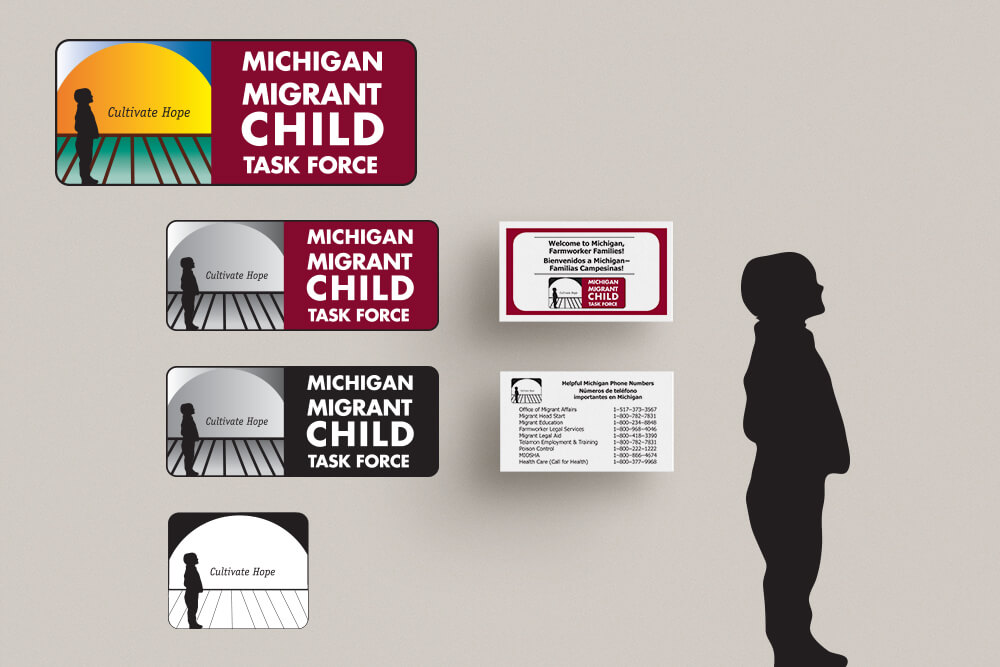 Cultivate Hope
MICHIGAN
MIGRANT
CHILD
TASK FORCE
Cultivate Hope
MICHIGAN
MIGRANT
CHILD
TASK FORCE
Welcome to Michigan,
Farmworker Families!
Bienvenidos a Michigan—
Familias Campesinas!
Cultivate Hope
MICHIGAN
MIGRANT
CHILD
TASK FORCE
Cultivate Hope
MICHIGAN
MIGRANT
CHILD
TASK FORCE
Cultivate Hope
Helpful Michigan Phone Numbers
Números de teléfono
importantes en Michigan
Office of Migrant Affairs 1-517-373-3567
Migrant Head Start 1-800-782-7831
Migrant Education 1-800-234-8848
Farmworker Legal Services 1-800-968-4046
Migrant Legal Aid 1-800-418-3390
Telamon Employment & Training 1-800-782-7831
Poison Control 1-800-222-1222
MIOSHA 1-800-866-4674
Health Care (Call for Health) 1-800-377-9968
Cultivate Hope